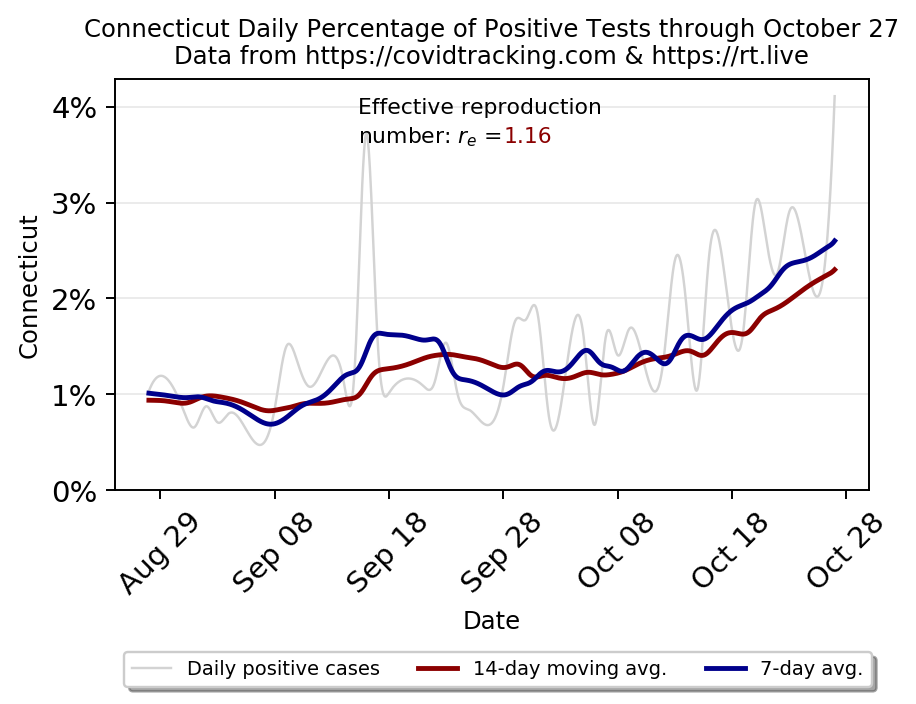 Connecticut Daily Percentage of Positive Tests through October 27
Data from https://covidtracking.com & https://rt.live
Effective reproduction
number: rₑ =1.16
4%
3%
2%
1%
0%
Connecticut
Aug 29
Sep 08
Sep 18
Sep 28
Oct 08
Oct 18
Oct 28
Date
Daily positive cases
14-day moving avg.
7-day avg.